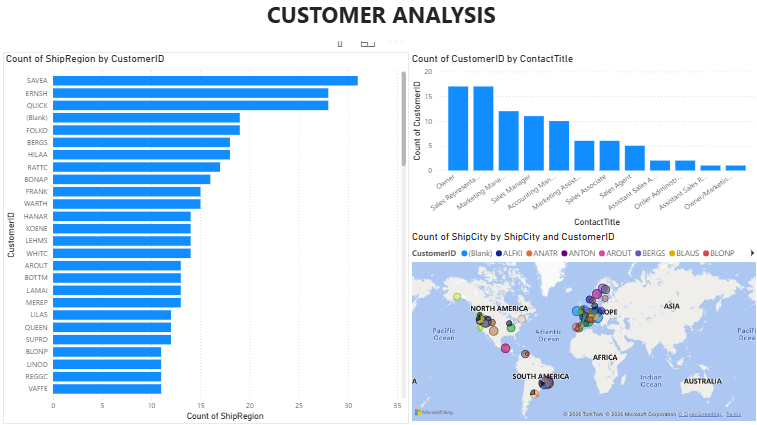 CUSTOMER ANALYSIS
Count of ShipRegion by CustomerID
CustomerID
SAVEA
ERNSH
QUICK
(Blank)
FOLKO
BERGS
HILAA
RATTC
BONAP
FRANK
WARTH
HANAR
KOENE
LEHMS
WHITC
AROUT
BOTTM
LAMAI
MEREP
LILAS
QUEEN
SUPRD
BLONP
LINOD
REGGC
VAFFE
0 5 10 15 20 25 30 35
Count of ShipRegion
Count of CustomerID by ContactTitle
Count of CustomerID
20
15
10
5
0
Owner
Sales Representa...
Marketing Mana...
Sales Manager
Accounting Man...
Marketing Assist...
Sales Associate
Sales Agent
Assistant Sales A...
Order Administr...
Assistant Sales R...
Owner/Marketin...
ContactTitle
Count of ShipCity by ShipCity and CustomerID
CustomerID (Blank) ALFKI ANATR ANTON AROUT BERGS BLAUS BLONP
NORTH AMERICA
OPE
ASIA
Pacific
Ocean
Atlantic
Ocean
Pacific
Ocean
AFRICA
SOUTH AMERICA
Indian
Ocean
AUSTRALIA
A
Microsoft Bing
© 2026 TomTom, © 2026 Microsoft Corporation, © OpenStreetMap Terms